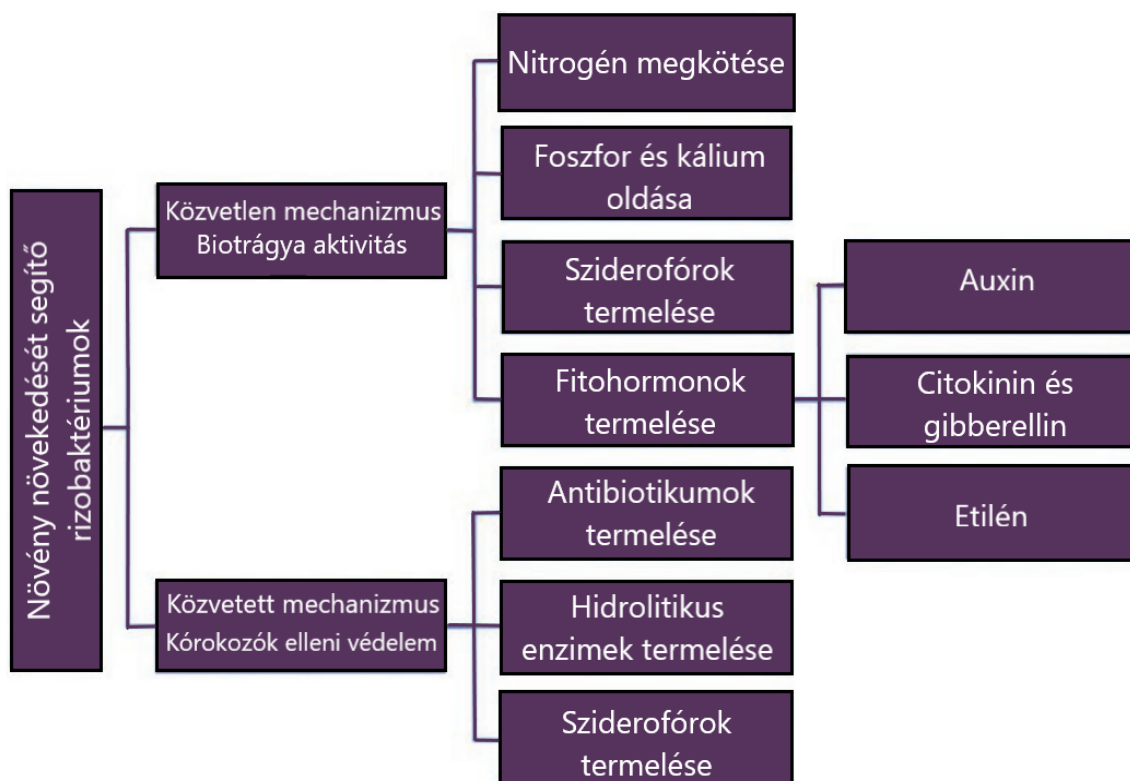 Növény növekedését segítő
rizobaktériumok
Közvetlen mechanizmus
Biotrágya aktivitás
Nitrogén megkötése
Foszfor és kálium
oldása
Sziderofórok
termelése
Fitohormonok
termelése
Auxin
Citokinin és
gibberellin
Etilén
Közvetett mechanizmus
Kórokozók elleni védelem
Antibiotikumok
termelése
Hidrolitikus
enzimek termelése
Sziderofórok
termelése